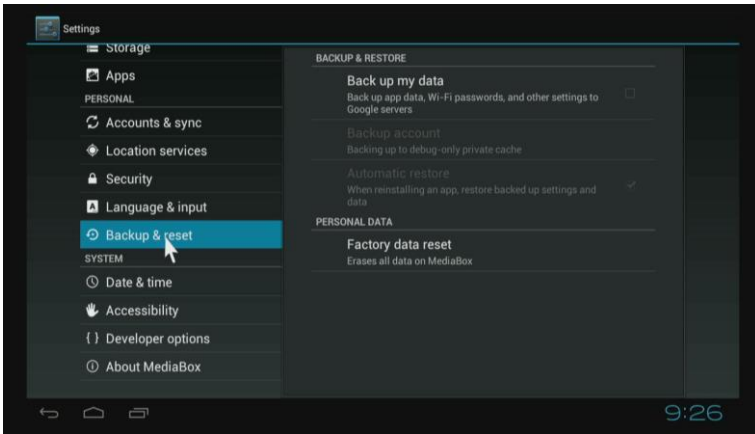 Settings
Storage
Apps
PERSONAL
Accounts & sync
Location services
Security
Language & input
Backup & reset
SYSTEM
Date & time
Accessibility
{ } Developer options
About MediaBox
BACKUP & RESTORE
Back up my data
Back up app data, Wi-Fi passwords, and other settings to
Google servers
Backup account
Backing up to debug-only private cache
Automatic restore
When reinstalling an app, restore backed up settings and
data
PERSONAL DATA
Factory data reset
Erases all data on MediaBox
9:26